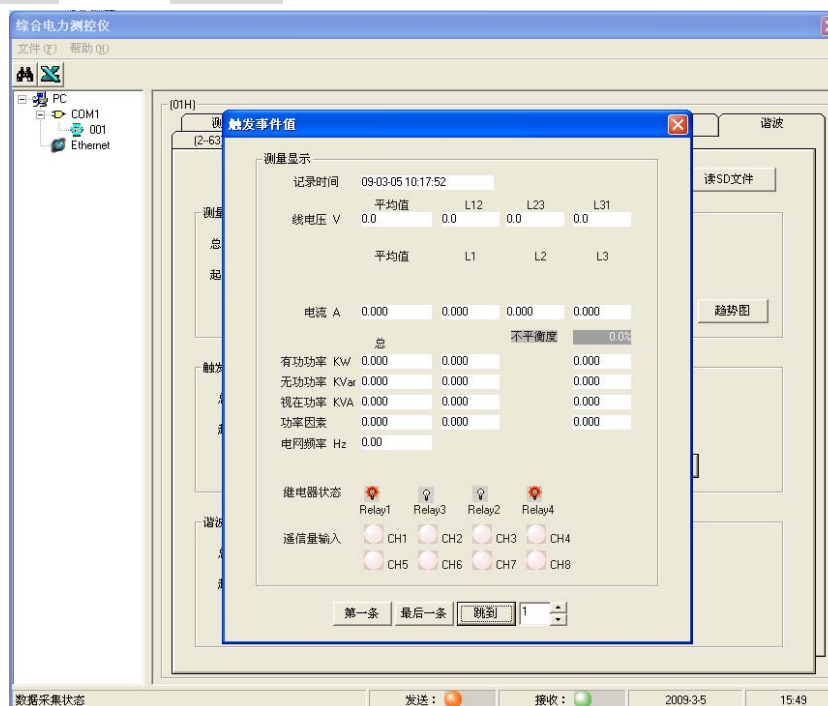 综合电力测控仪
文件(F) 帮助(H)
PC
COM1
001
Ethernet
(01H)
谐波
(2-63
读SD文件
测量
总
起
趋势图
触发
谐波
触发事件值
测量显示
记录时间 09-03-05 10:17:52
平均值 L12 L23 L31
线电压 V 0.0 0.0 0.0 0.0
平均值 L1 L2 L3
电流 A 0.000 0.000 0.000 0.000
总 不平衡度 0.0%
有功功率 KW 0.000 0.000 0.000
无功功率 KVar 0.000 0.000 0.000
视在功率 KVA 0.000 0.000 0.000
功率因素 0.000 0.000 0.000
电网频率 Hz 0.00
继电器状态
Relay1 Relay3 Relay2 Relay4
遥信量输入 CH1 CH2 CH3 CH4
CH5 CH6 CH7 CH8
第一条 最后一条 跳到 1
数据采集状态 发送： 接收： 2009-3-5 15:49